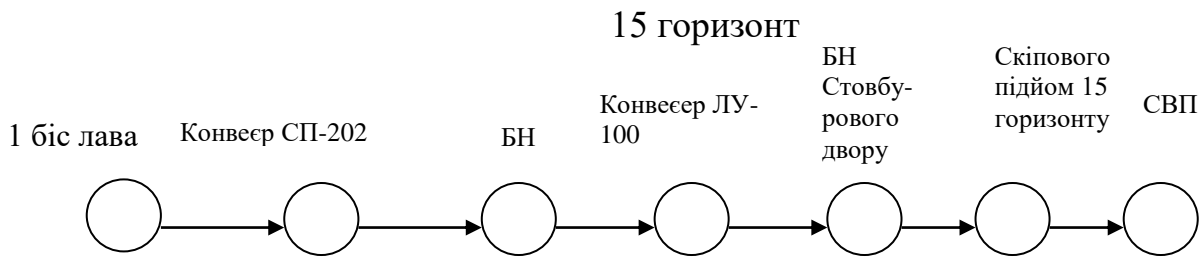 15 горизонт
1 біс лава
Конвеєр СП-202
БН
Конвеєер ЛУ-
100
БН
Стовбу-
рового
двору
Скіпового
підйом 15
горизонту
СВП